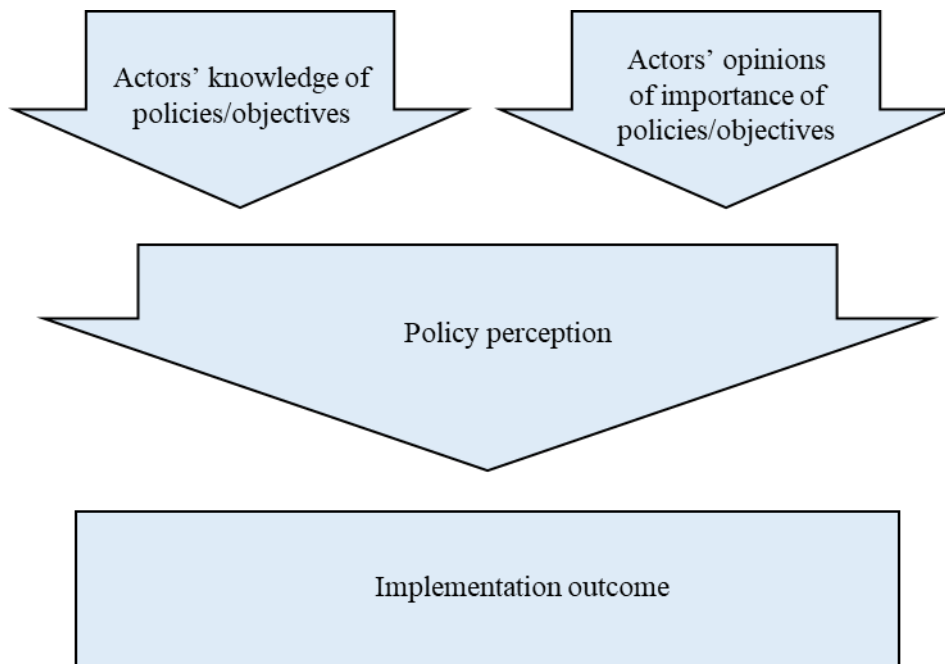 Actors’ knowledge of
policies/objectives
Actors’ opinions
of importance of
policies/objectives
Policy perception
Implementation outcome